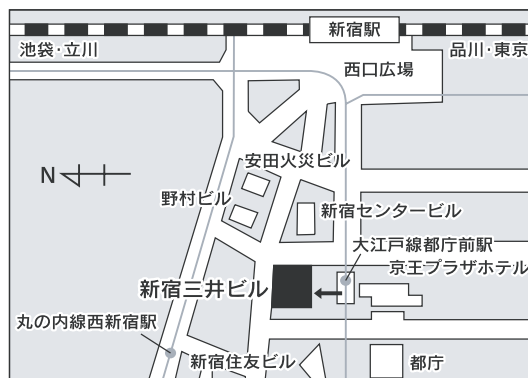 新宿駅
池袋・立川
品川・東京
西口広場
安田火災ビル
N
野村ビル
新宿センタービル
大江戸線都庁前駅
京王プラザホテル
新宿三井ビル
丸の内線西新宿駅
新宿住友ビル
都庁